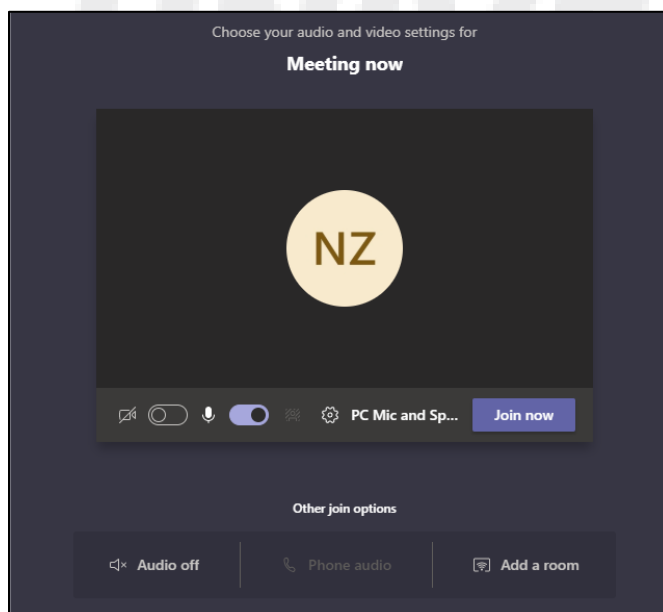 Choose your audio and video settings for
Meeting now
NZ
PC Mic and Sp... Join now
Other join options
Audio off Phone audio Add a room